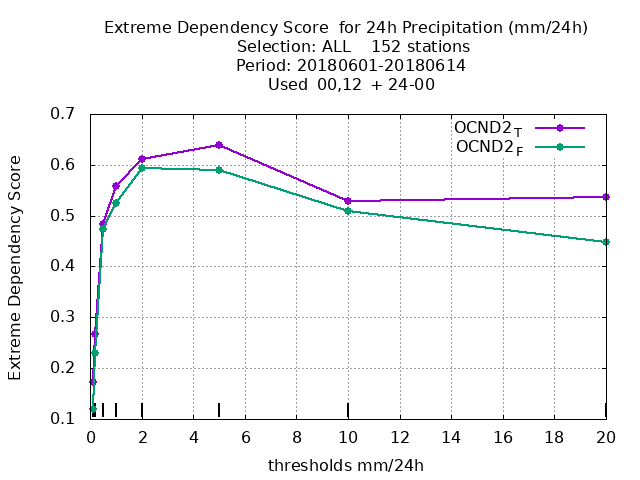 Extreme Dependency Score  for 24h Precipitation (mm/24h)
Selection: ALL    152 stations
Period: 20180601-20180614
Used  00,12  + 24-00
OCND2T
OCND2F
Extreme Dependency Score
0.7
0.6
0.5
0.4
0.3
0.2
0.1
0 2 4 6 8 10 12 14 16 18 20
thresholds mm/24h